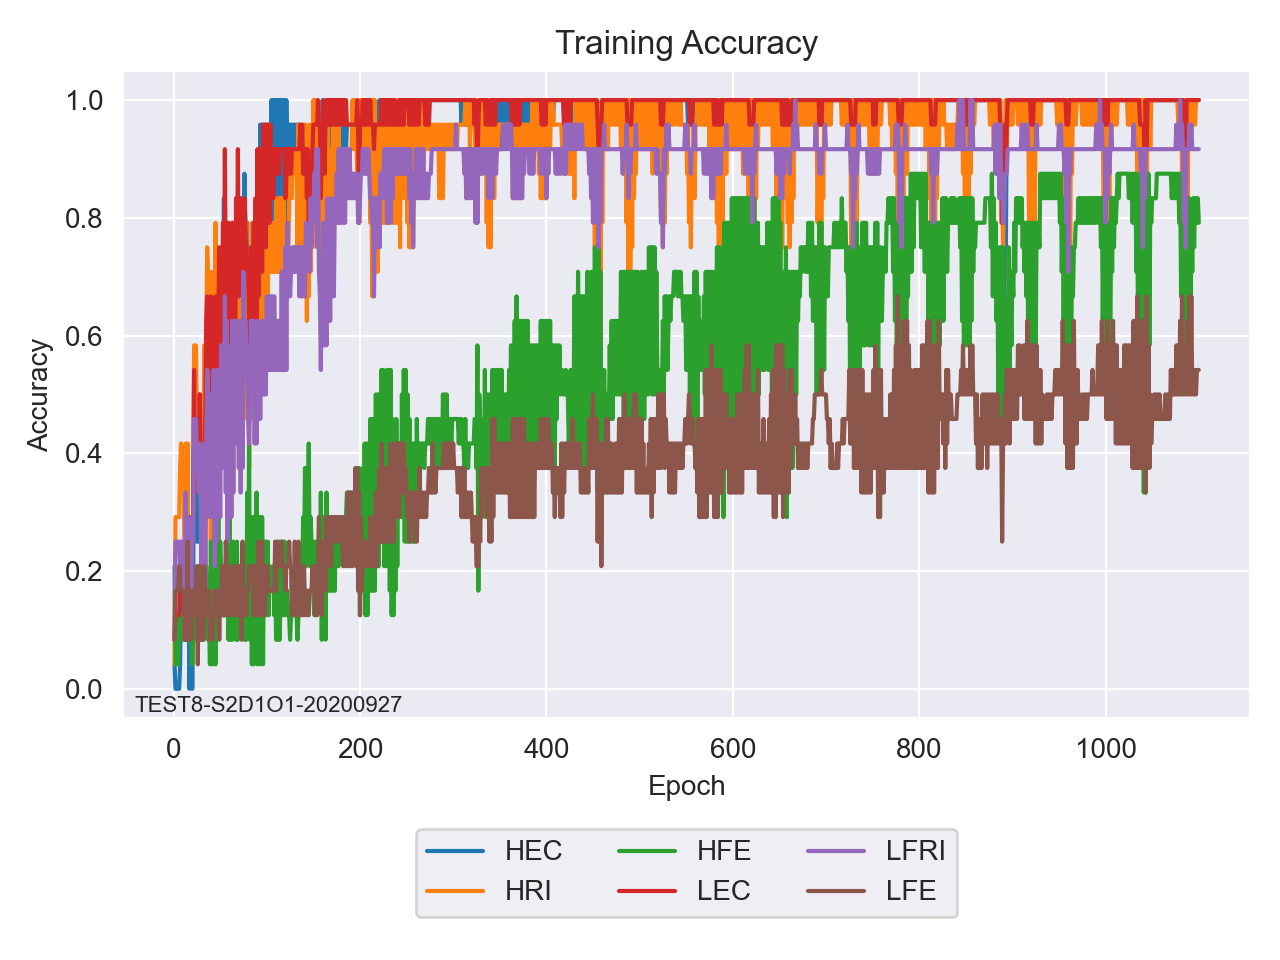 Training Accuracy
1.0
0.8
0.6
0.4
0.2
0.0
Accuracy
TEST8-S2D1O1-20200927
0 200 400 600 800 1000
Epoch
HEC HFE LFRI
HRI LEC LFE